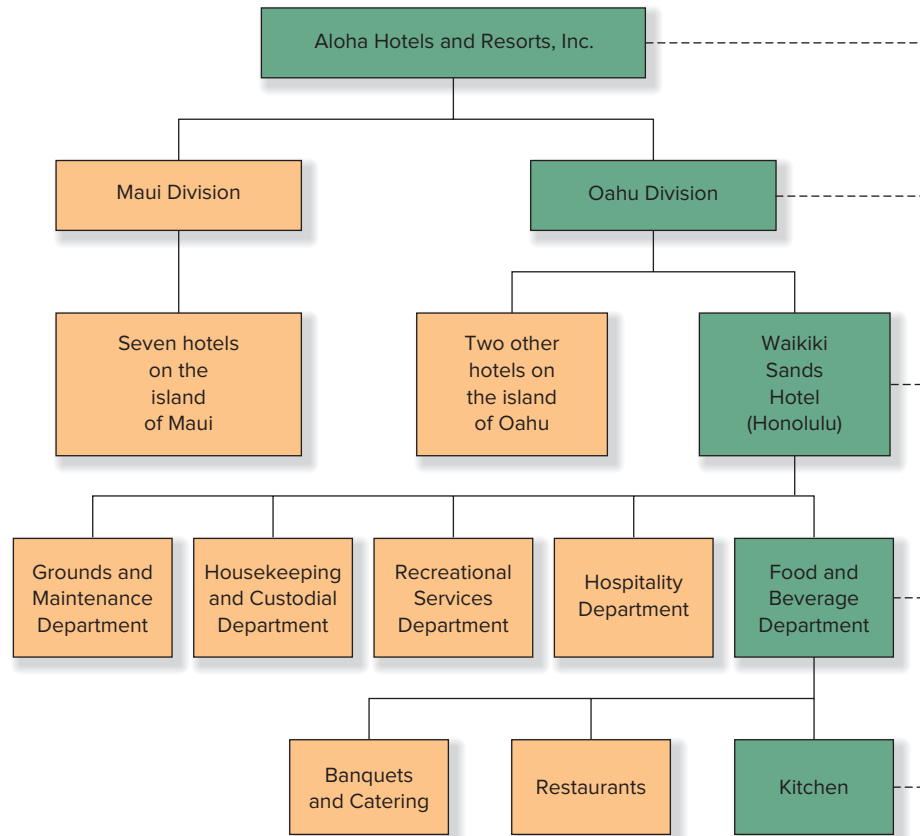 Aloha Hotels and Resorts, Inc.
Maui Division
Oahu Division
Seven hotels
on the
island
of Maui
Two other
hotels on
the island
of Oahu
Waikiki
Sands
Hotel
(Honolulu)
Grounds and
Maintenance
Department
Housekeeping
and Custodial
Department
Recreational
Services
Department
Hospitality
Department
Food and
Beverage
Department
Banquets
and Catering
Restaurants
Kitchen